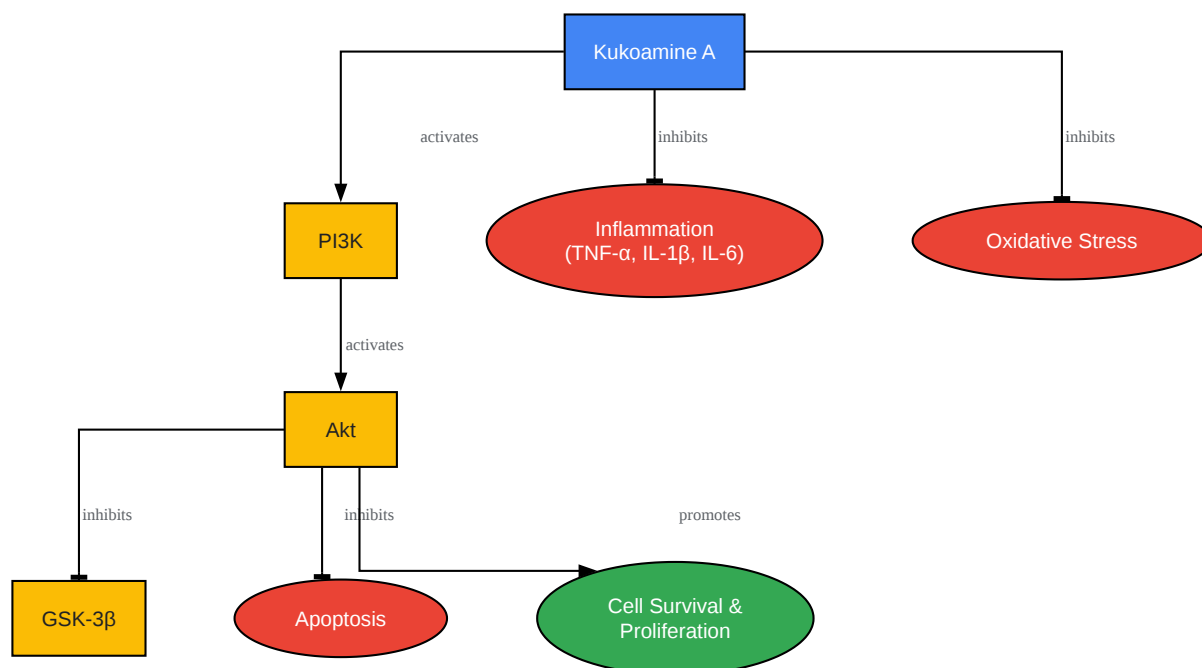 Kukoamine A
activates
inhibits
inhibits
PI3K
Inflammation
(TNF-α, IL-1β, IL-6)
Oxidative Stress
activates
Akt
inhibits
inhibits
promotes
GSK-3β
Apoptosis
Cell Survival &
Proliferation